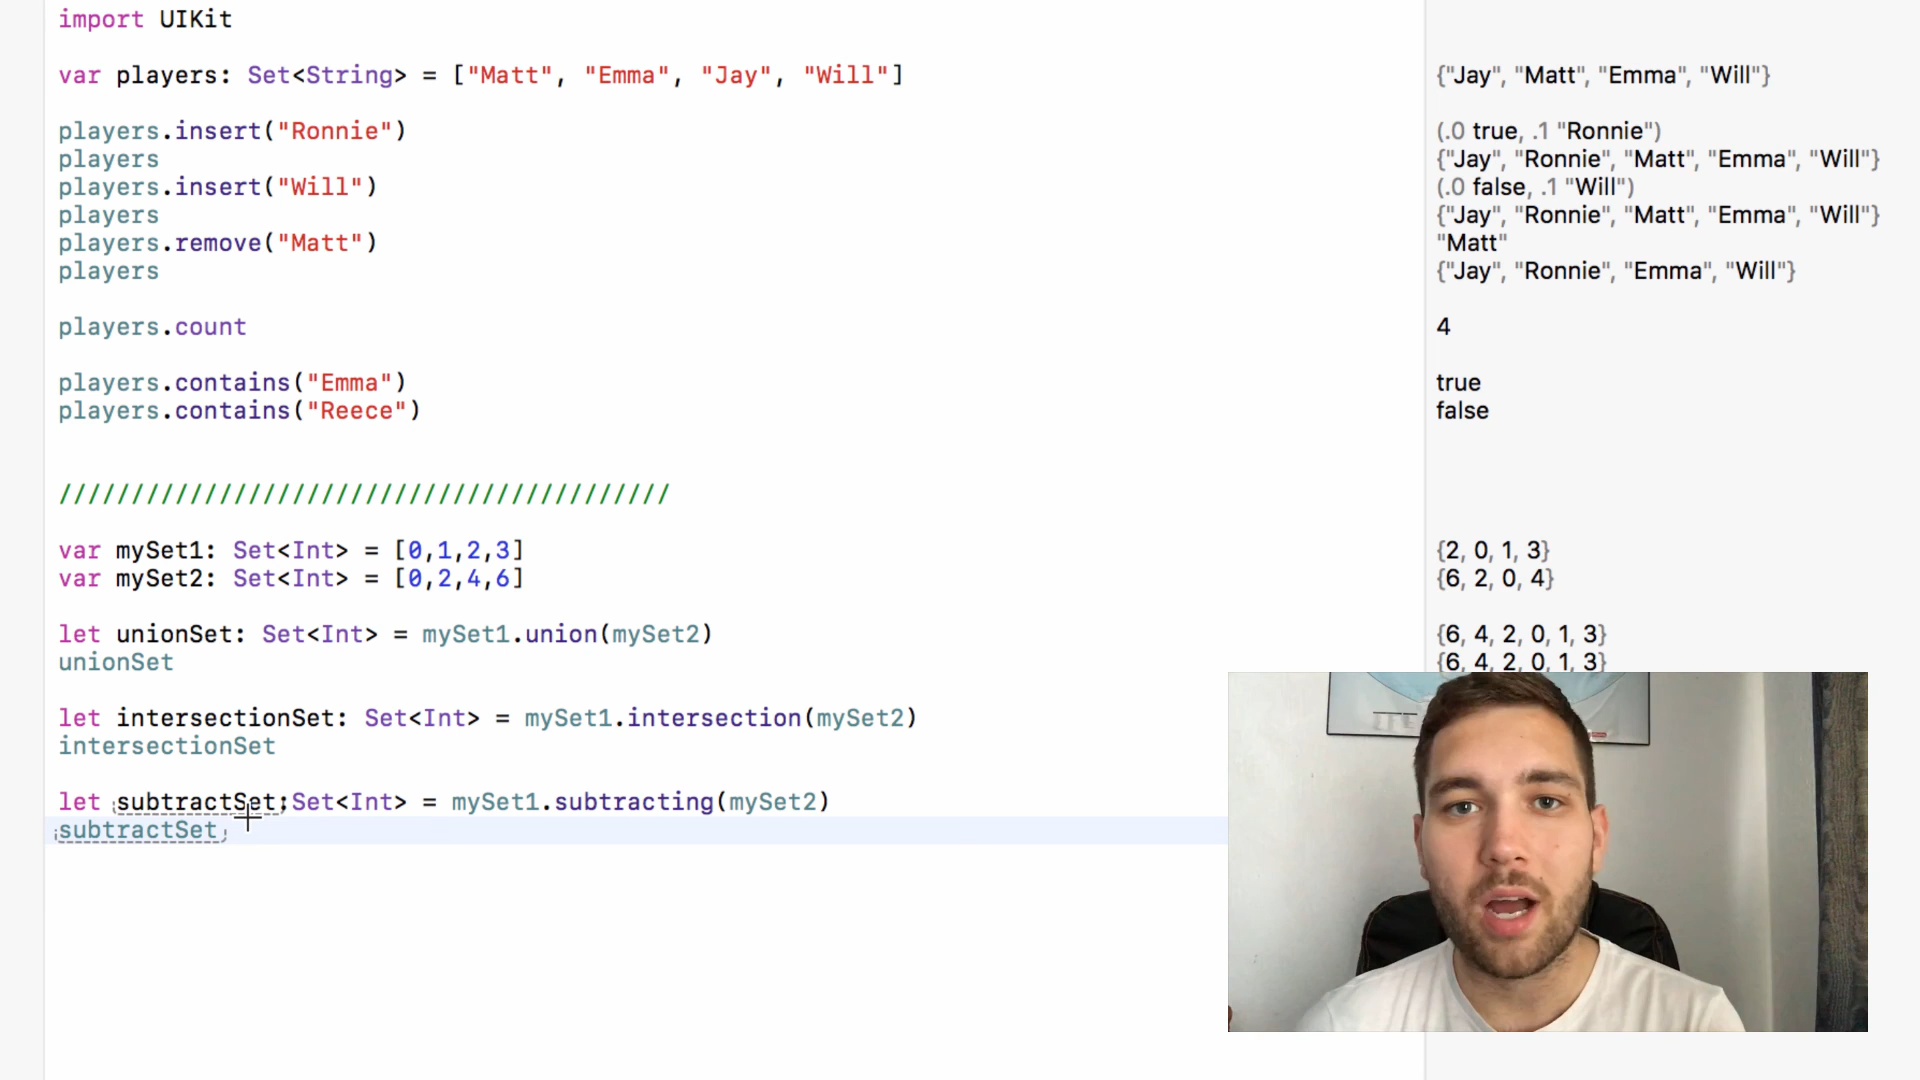 import UIKit
var players: Set<String> = ["Matt", "Emma", "Jay", "Will"]
{"Jay", "Matt", "Emma", "Will"}
players.insert("Ronnie")
(.0 true, .1 "Ronnie")
players
{"Jay", "Ronnie", "Matt", "Emma", "Will"}
players.insert("Will")
(.0 false, .1 "Will")
players
{"Jay", "Ronnie", "Matt", "Emma", "Will"}
players.remove("Matt")
"Matt"
players
{"Jay", "Ronnie", "Emma", "Will"}
players.count
4
players.contains("Emma")
true
players.contains("Reece")
false
//////////////////////////////////////////
var mySet1: Set<Int> = [0,1,2,3]
{2, 0, 1, 3}
var mySet2: Set<Int> = [0,2,4,6]
{6, 2, 0, 4}
let unionSet: Set<Int> = mySet1.union(mySet2)
{6, 4, 2, 0, 1, 3}
unionSet
{6, 4, 2, 0, 1, 3}
let intersectionSet: Set<Int> = mySet1.intersection(mySet2)
intersectionSet
let subtractSet:Set<Int> = mySet1.subtracting(mySet2)
subtractSet